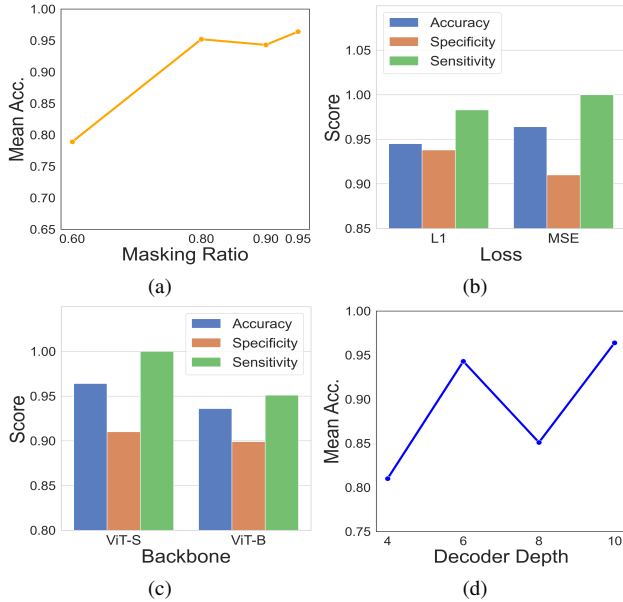 1.00
0.95
0.90
0.85
0.80
0.75
0.70
0.65
Mean Acc.
0.60
0.80
0.90
0.95
Masking Ratio
(a)
Accuracy
Specificity
Sensitivity
1.05
1.00
0.95
0.90
0.85
Score
L1
MSE
Loss
(b)
Accuracy
Specificity
Sensitivity
1.00
0.95
0.90
0.85
0.80
Score
ViT-S
ViT-B
Backbone
(c)
1.00
0.95
0.90
0.85
0.80
0.75
Mean Acc.
4
6
8
10
Decoder Depth
(d)